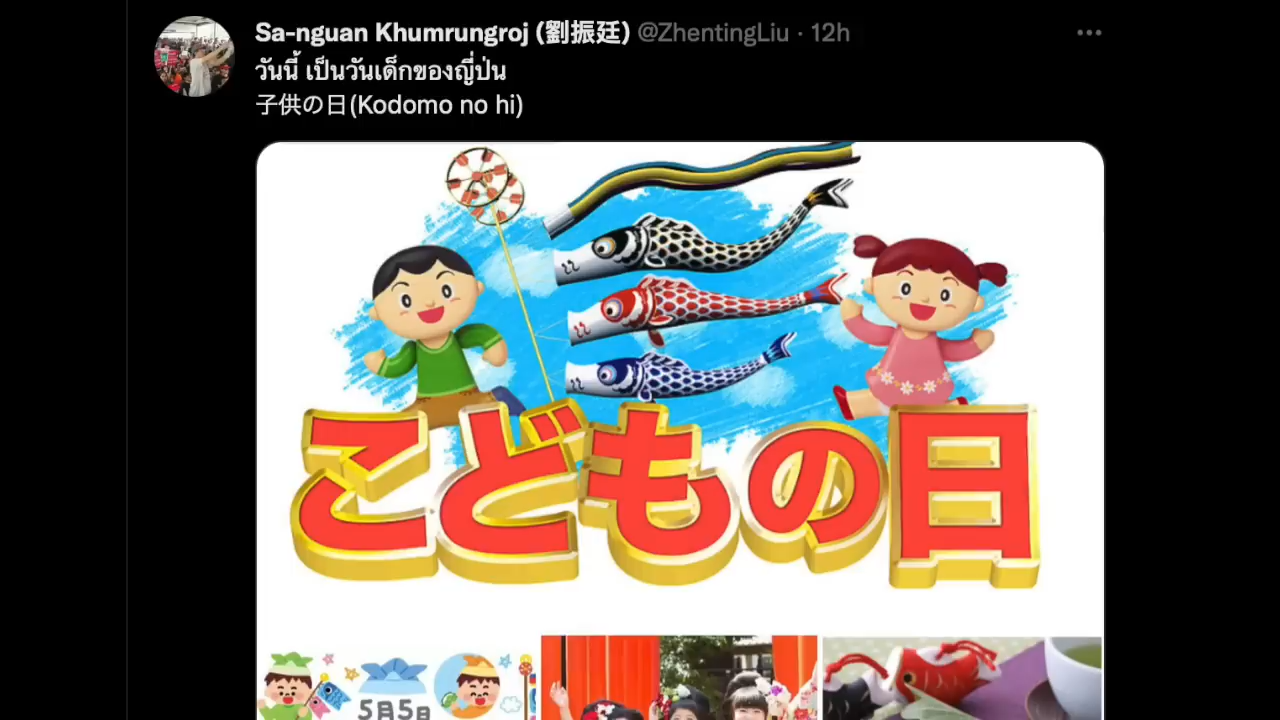 Sa-nguan Khumrungroj (劉振廷) @ZhentingLiu · 12h
วันนี้ เป็นวันเด็กของญี่ปุ่น
子供の日(Kodomo no hi)
こどもの日
5月5日